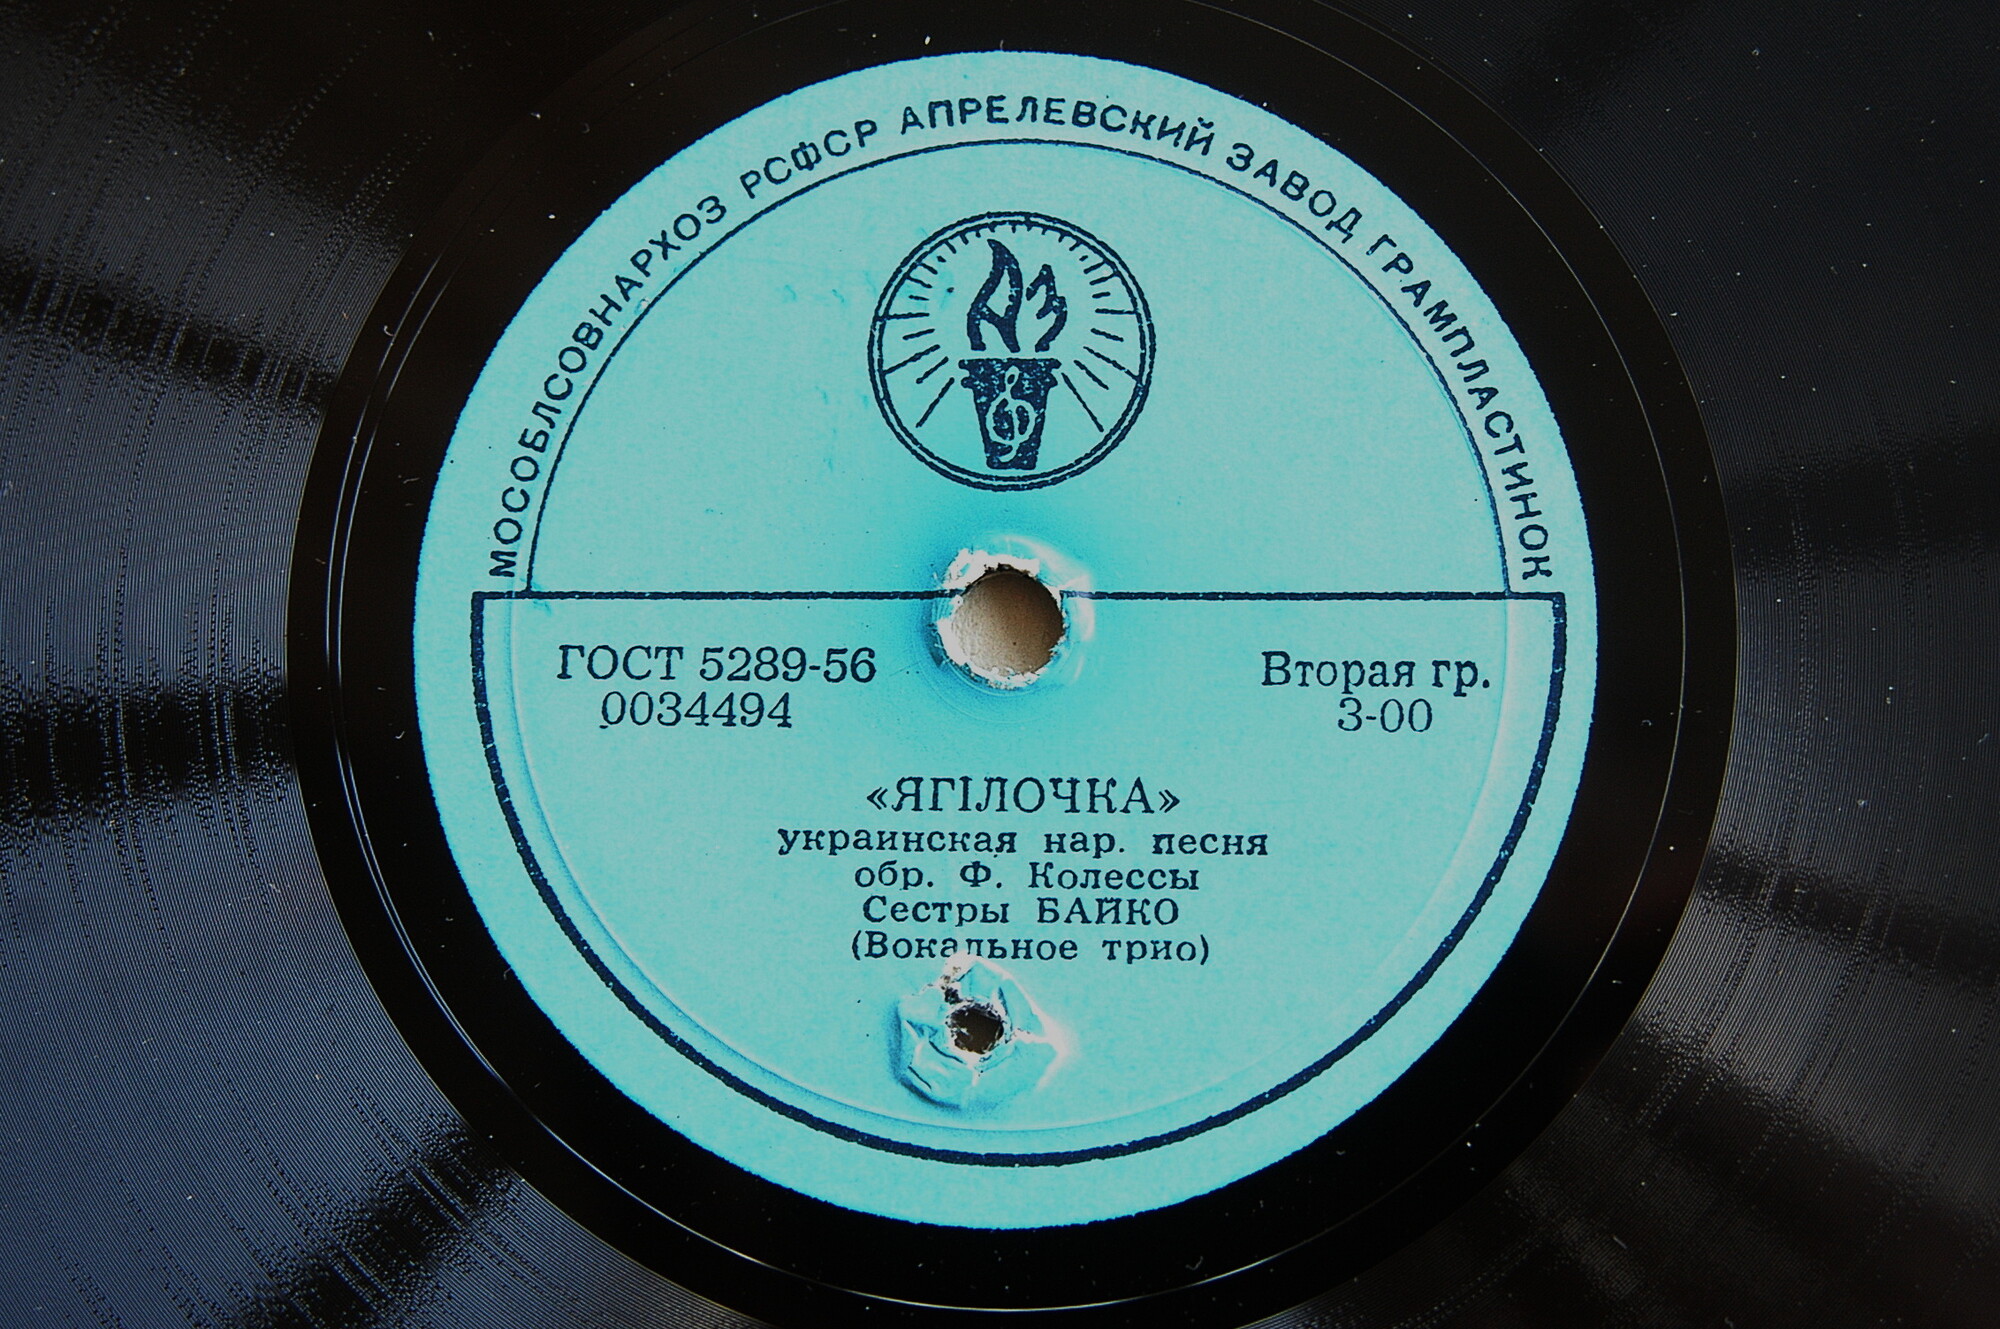 МОСОБЛСОВНАРХОЗ РСФСР АПРЕЛЕВСКИЙ ЗАВОД ГРАМПЛАСТИНОК
АЗ
ГОСТ 5289-56
0034494
Вторая гр.
3-00
«ЯГІЛОЧКА»
украинская нар. песня
обр. Ф. Колессы
Сестры БАЙКО
(Вокальное трио)